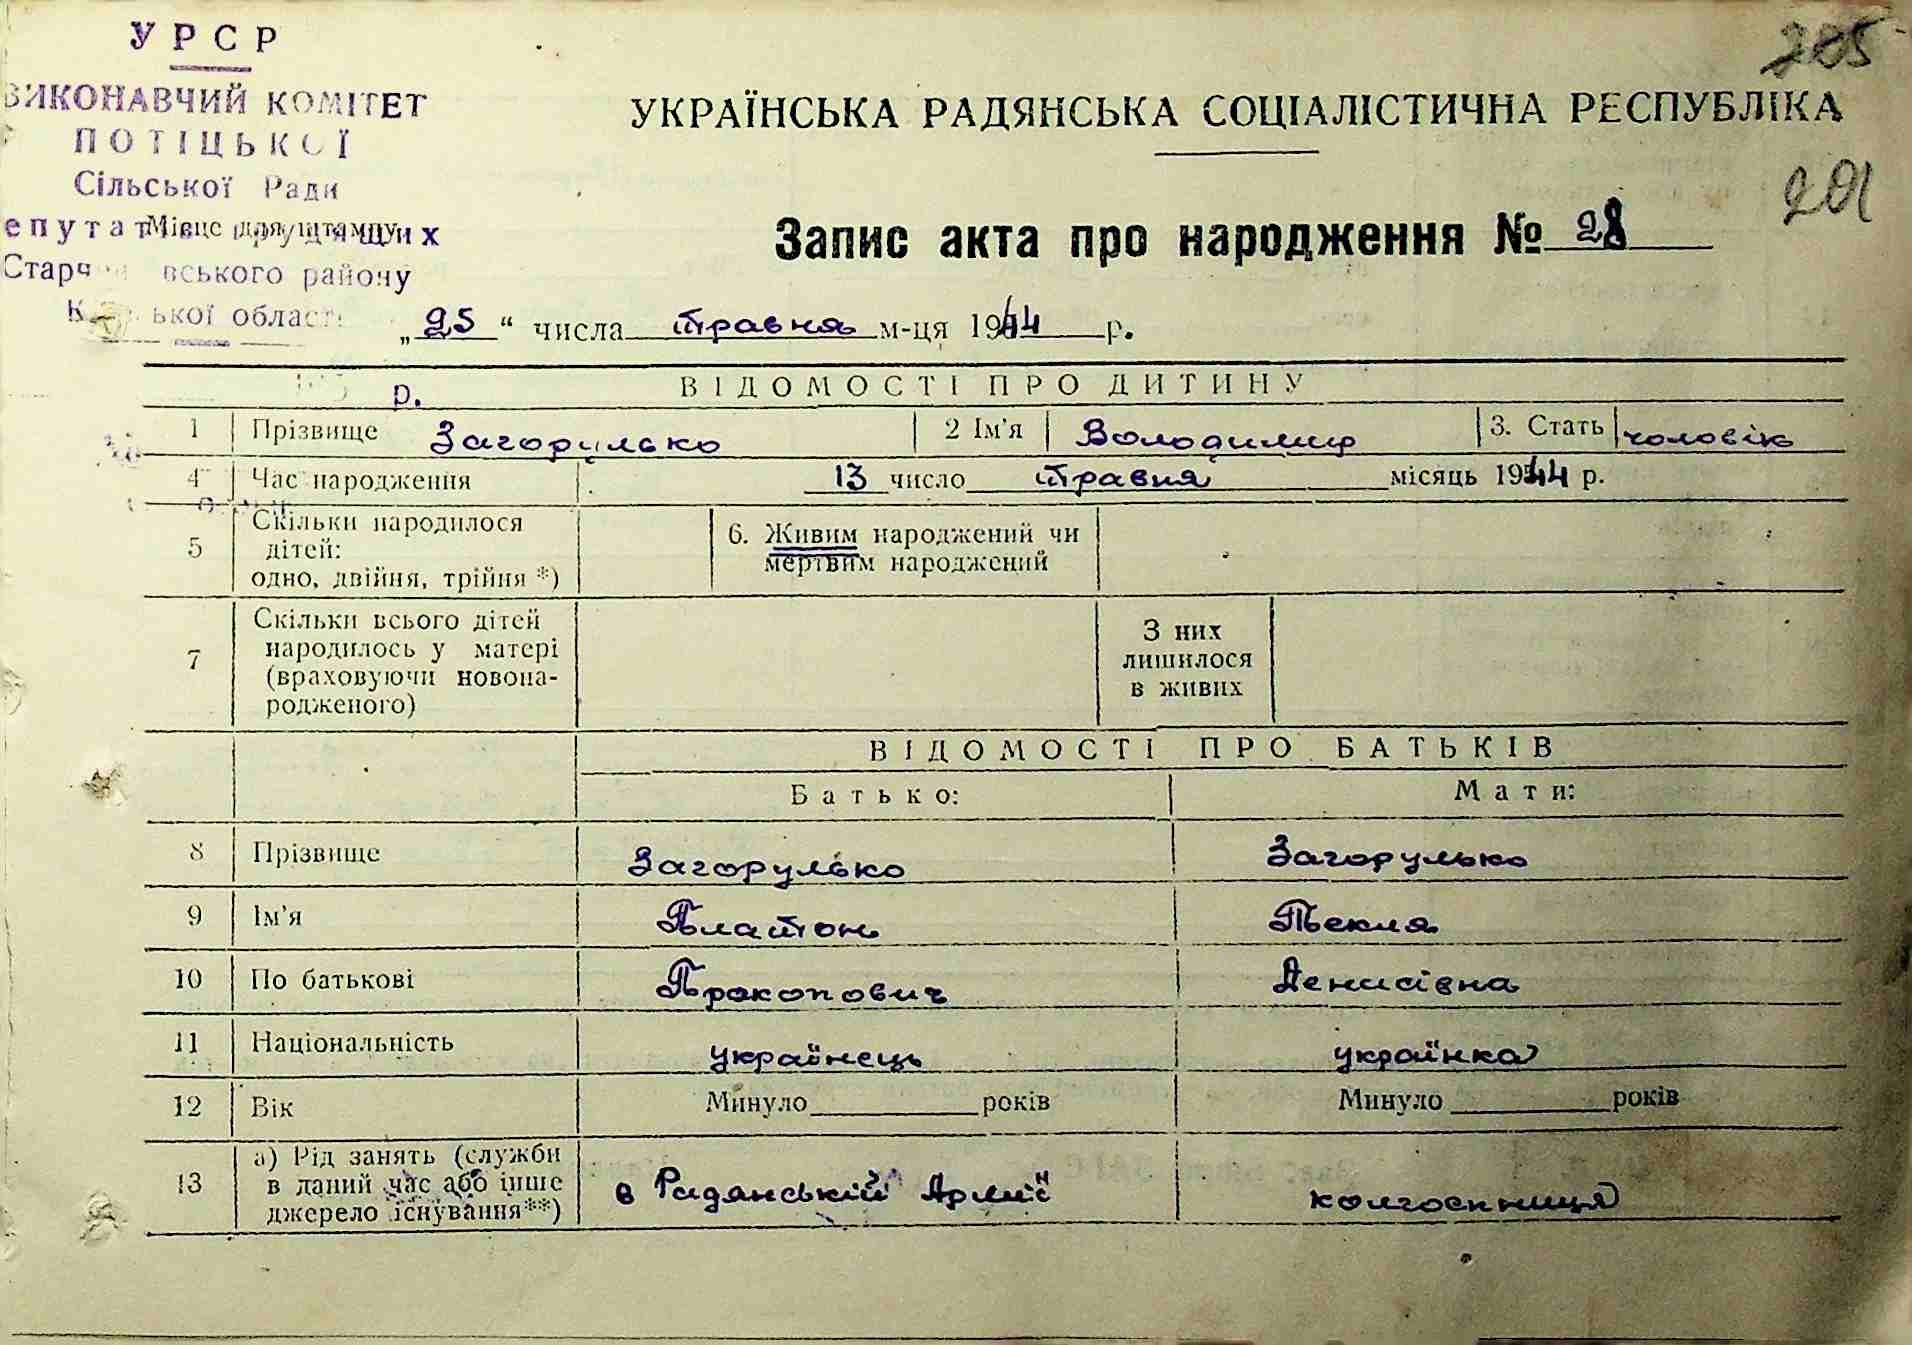 УРСР
ВИКОНАВЧИЙ КОМІТЕТ
ПОТІЦЬКОЇ
Сільської Ради
Місце для штампу
району
області
р.
205
201
УКРАЇНСЬКА РАДЯНСЬКА СОЦІАЛІСТИЧНА РЕСПУБЛІКА
Запис акта про народження № 28
„25“ числа травня м-ця 1944 р.
ВІДОМОСТІ ПРО ДИТИНУ
1 Прізвище Загорулько 2 Ім'я Володимир 3. Стать чоловік
4 Час народження 13 число травня місяць 1944 р.
5 Скільки народилося дітей: одно, двійня, трійня *) 6. Живим народжений чи мертвим народжений
7 Скільки всього дітей народилось у матері (враховуючи новонародженого) З них лишилося в живих
ВІДОМОСТІ ПРО БАТЬКІВ
Батько: Мати:
8 Прізвище Загорулько Загорулько
9 Ім'я Платон Текля
10 По батькові Прокопович Денисівна
11 Національність українець українка
12 Вік Минуло років Минуло років
13 а) Рід занять (служби в даний час або інше джерело існування**) в Радянській Армії колгоспниця